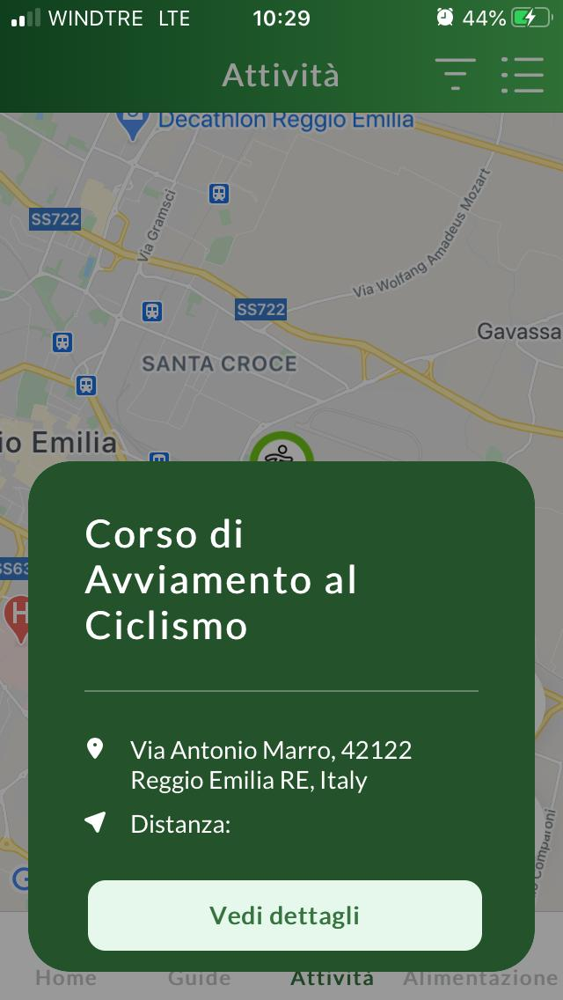 WINDTRE LTE 10:29 44%
Attività
Decathlon Reggio Emilia
SS722
Via Gramsci
Via Wolfang Amadeus Mozart
SS722
Gavassa
SANTA CROCE
io Emilia
SS63
H
Corso di
Avviamento al
Ciclismo
Via Antonio Marro, 42122
Reggio Emilia RE, Italy
Distanza:
Comparoni
G
Vedi dettagli
Home Guide Attività Alimentazione